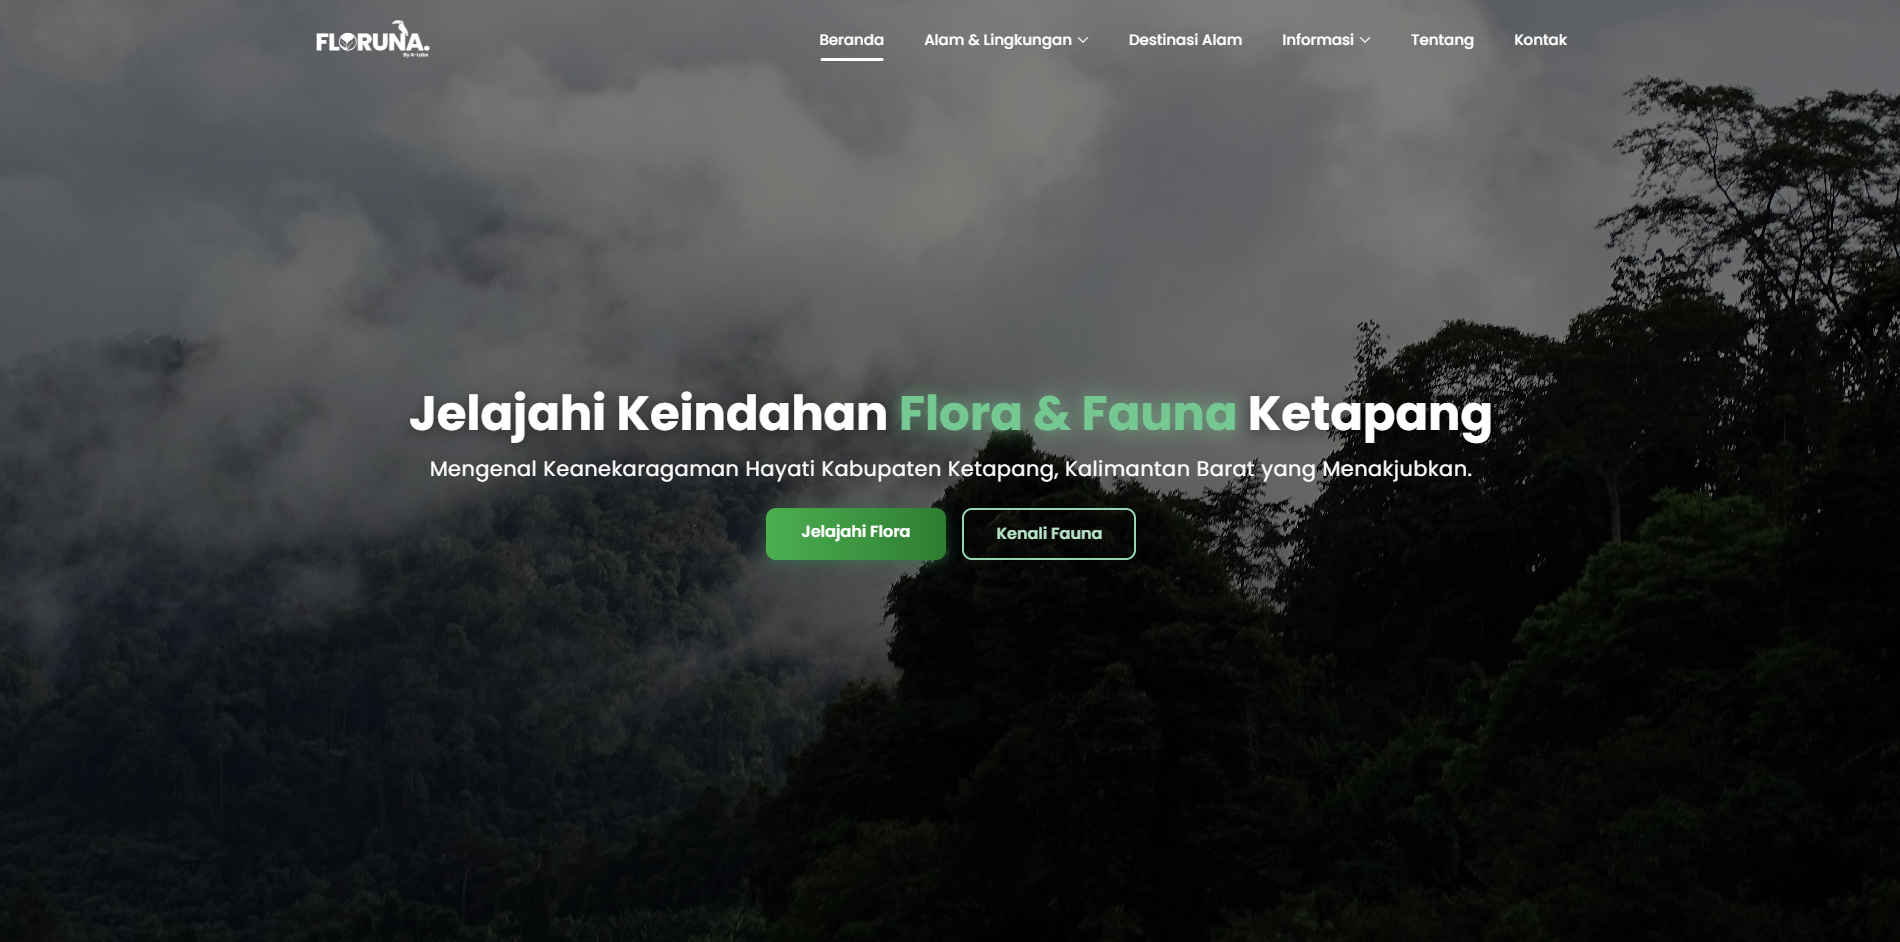 FLORUNA.
By A-Labs
Beranda
Alam & Lingkungan
Destinasi Alam
Informasi
Tentang
Kontak
Jelajahi Keindahan Flora & Fauna Ketapang
Mengenal Keanekaragaman Hayati Kabupaten Ketapang, Kalimantan Barat yang Menakjubkan.
Jelajahi Flora
Kenali Fauna